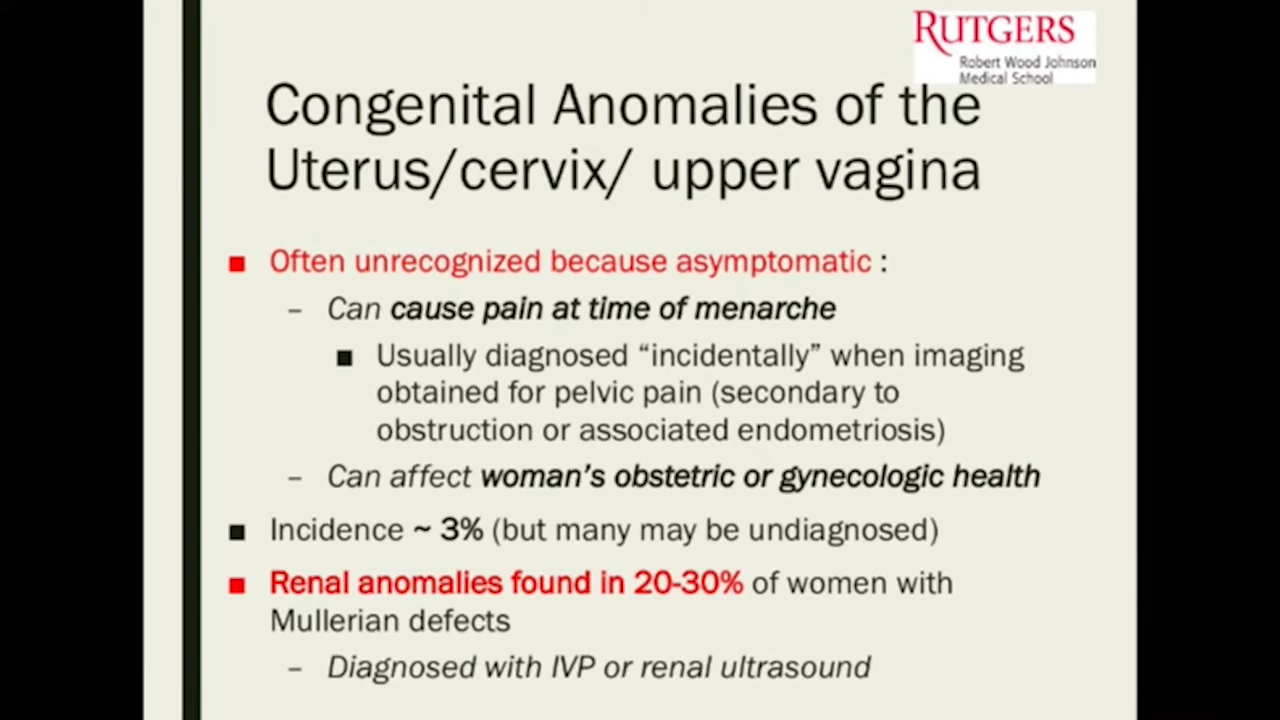 RUTGERS
Robert Wood Johnson
Medical School
Congenital Anomalies of the
Uterus/cervix/ upper vagina
■ Often unrecognized because asymptomatic :
– Can cause pain at time of menarche
■ Usually diagnosed “incidentally” when imaging
obtained for pelvic pain (secondary to
obstruction or associated endometriosis)
– Can affect woman’s obstetric or gynecologic health
■ Incidence ~ 3% (but many may be undiagnosed)
■ Renal anomalies found in 20-30% of women with
Mullerian defects
– Diagnosed with IVP or renal ultrasound